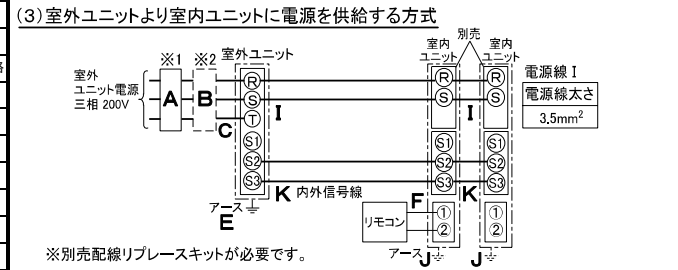 (3)室外ユニットより室内ユニットに電源を供給する方式
※1
※2
室外ユニット
別売
室内
ユニット
室内
ユニット
室外
ユニット電源
三相 200V
A
B
C
R
S
T
S1
S2
S3
I
R
S
S1
S2
S3
I
R
S
S1
S2
S3
電源線 I
電源線太さ
3.5mm²
K 内外信号線
K
アース
E
F
リモコン
①
②
①
②
アース
J
J
※別売配線リプレースキットが必要です。